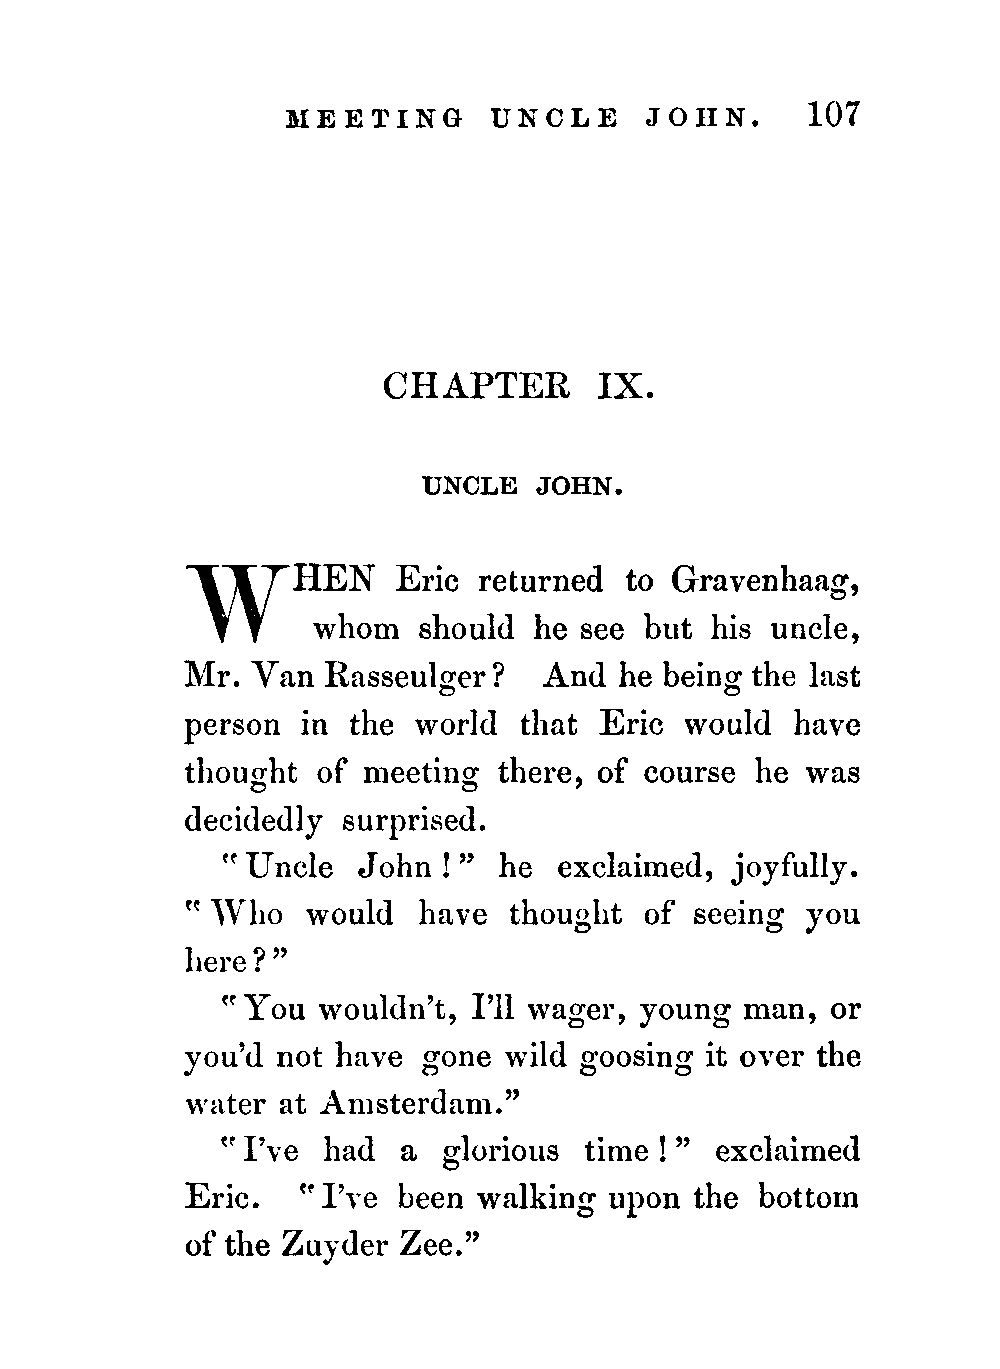 MEETING UNCLE JOHN. 107
CHAPTER IX.
UNCLE JOHN.
WHEN Eric returned to Gravenhaag,
whom should he see but his uncle,
Mr. Van Rasseulger? And he being the last
person in the world that Eric would have
thought of meeting there, of course he was
decidedly surprised.
"Uncle John!" he exclaimed, joyfully.
"Who would have thought of seeing you
here?"
"You wouldn't, I'll wager, young man, or
you'd not have gone wild goosing it over the
water at Amsterdam."
"I've had a glorious time!" exclaimed
Eric. "I've been walking upon the bottom
of the Zuyder Zee."